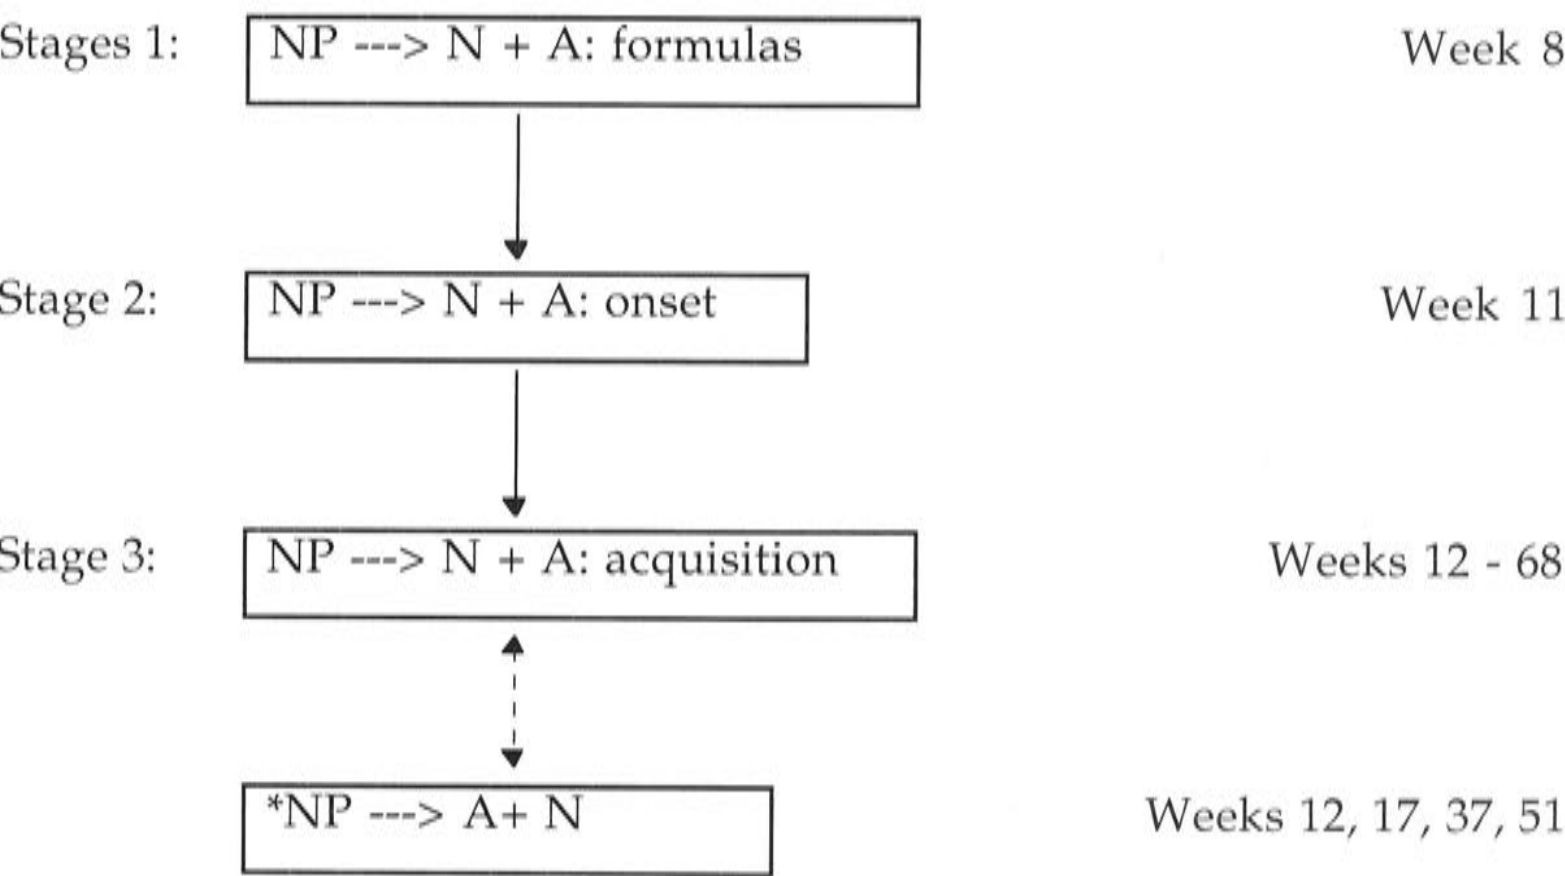 Stages 1: NP ---> N + A: formulas Week 8
Stage 2: NP ---> N + A: onset Week 11
Stage 3: NP ---> N + A: acquisition Weeks 12 - 68
*NP ---> A+ N Weeks 12, 17, 37, 51